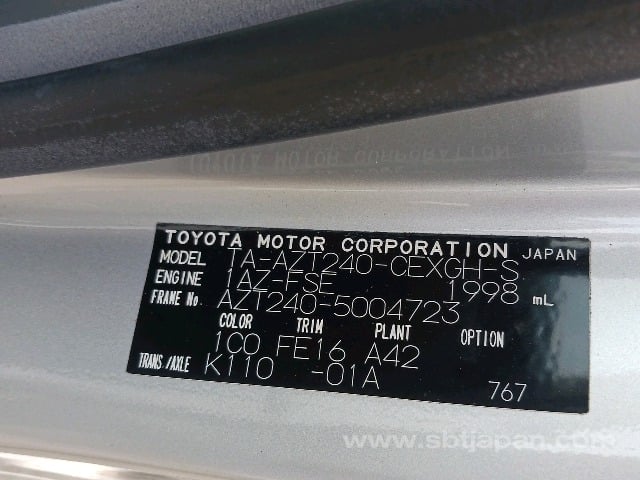 TOYOTA MOTOR CORPORATION JAPAN
MODEL TA-AZT240-CEXGH-S
ENGINE 1AZ-FSE 1998 mL
FRAME No. AZT240-5004723
COLOR TRIM PLANT OPTION
1C0 FE16 A42
TRANS./AXLE K110 -01A
767
www.sbtjapan.com